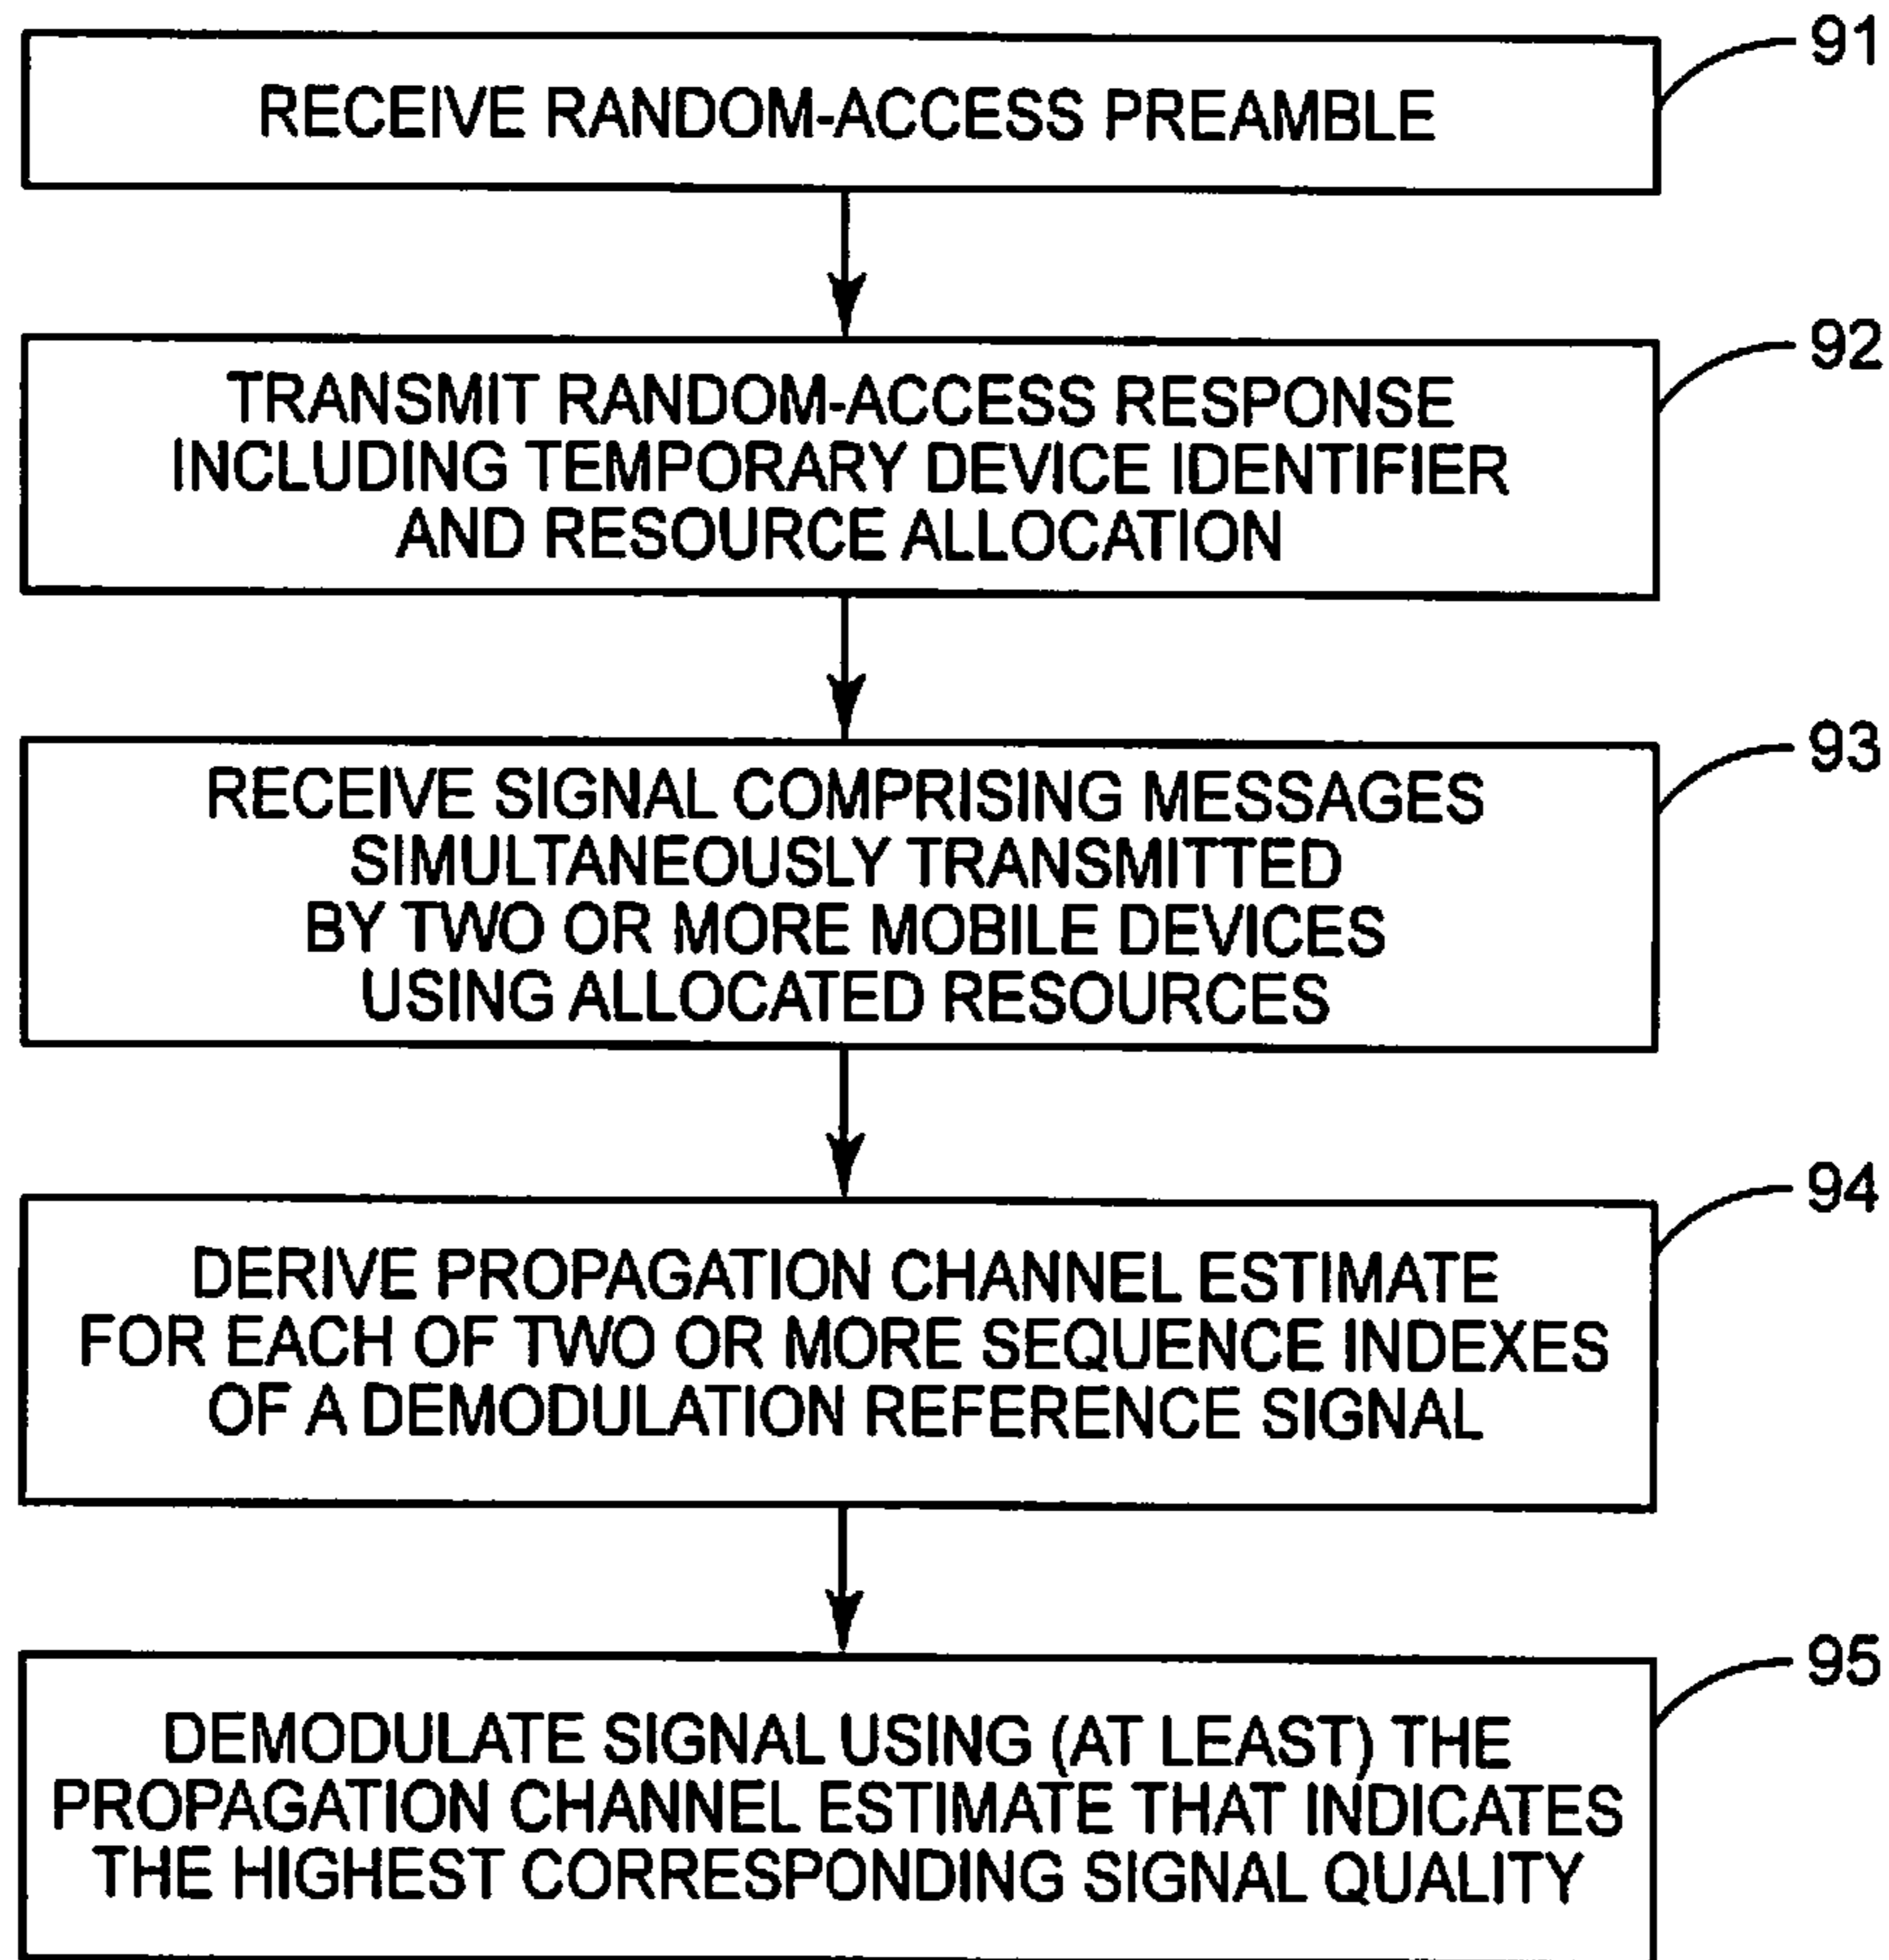 91
RECEIVE RANDOM-ACCESS PREAMBLE
92
TRANSMIT RANDOM-ACCESS RESPONSE
INCLUDING TEMPORARY DEVICE IDENTIFIER
AND RESOURCE ALLOCATION
93
RECEIVE SIGNAL COMPRISING MESSAGES
SIMULTANEOUSLY TRANSMITTED
BY TWO OR MORE MOBILE DEVICES
USING ALLOCATED RESOURCES
94
DERIVE PROPAGATION CHANNEL ESTIMATE
FOR EACH OF TWO OR MORE SEQUENCE INDEXES
OF A DEMODULATION REFERENCE SIGNAL
95
DEMODULATE SIGNAL USING (AT LEAST) THE
PROPAGATION CHANNEL ESTIMATE THAT INDICATES
THE HIGHEST CORRESPONDING SIGNAL QUALITY